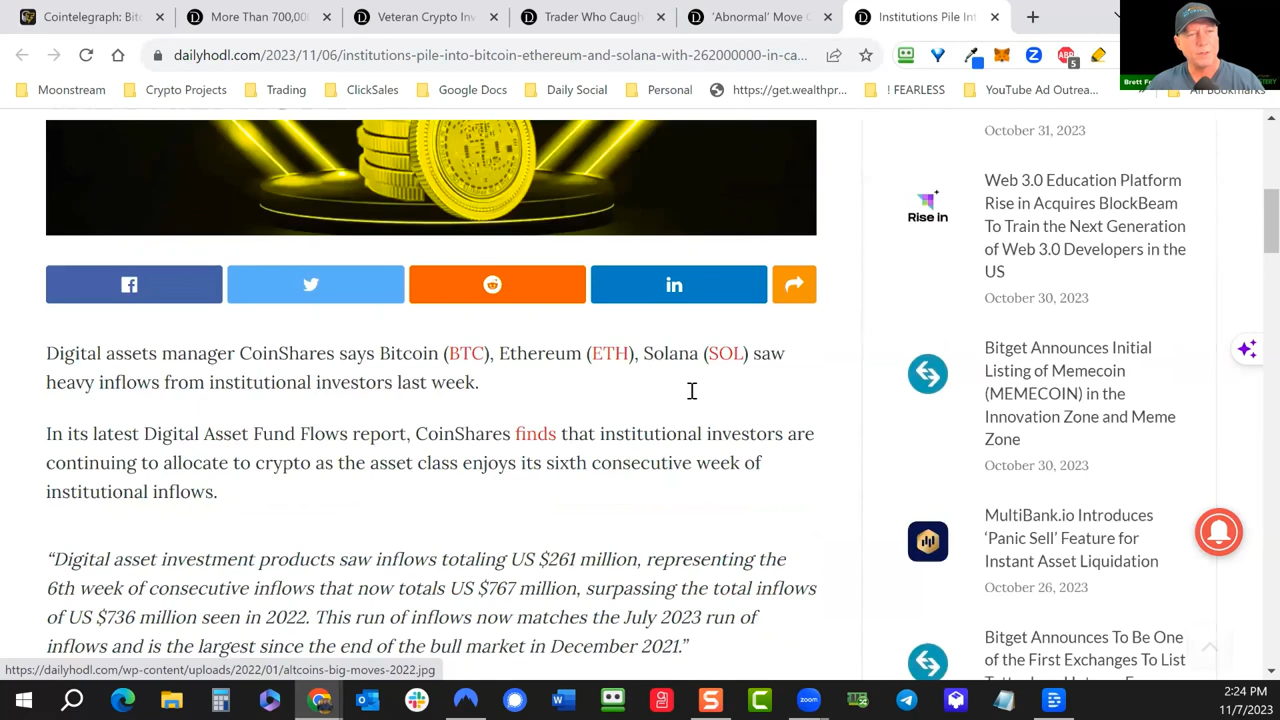 Cointelegraph: Bit
More Than 700,00
Veteran Crypto Inv
Trader Who Caugh
'Abnormal' Move C
Institutions Pile Int
dailyhodl.com/2023/11/06/institutions-pile-into-bitcoin-ethereum-and-solana-with-262000000-in-ca...
ABP
5
Moonstream
Crypto Projects
Trading
ClickSales
Google Docs
Daily Social
Personal
https://get.wealthpr...
! FEARLESS
YouTube Ad Outrea...
All Bookmarks
October 31, 2023
Web 3.0 Education Platform
Rise in Acquires BlockBeam
To Train the Next Generation
of Web 3.0 Developers in the
US
Rise in
October 30, 2023
Digital assets manager CoinShares says Bitcoin (BTC), Ethereum (ETH), Solana (SOL) saw
heavy inflows from institutional investors last week.
In its latest Digital Asset Fund Flows report, CoinShares finds that institutional investors are
continuing to allocate to crypto as the asset class enjoys its sixth consecutive week of
institutional inflows.
“Digital asset investment products saw inflows totaling US $261 million, representing the
6th week of consecutive inflows that now totals US $767 million, surpassing the total inflows
of US $736 million seen in 2022. This run of inflows now matches the July 2023 run of
inflows and is the largest since the end of the bull market in December 2021.”
Bitget Announces Initial
Listing of Memecoin
(MEMECOIN) in the
Innovation Zone and Meme
Zone
October 30, 2023
MultiBank.io Introduces
‘Panic Sell’ Feature for
Instant Asset Liquidation
October 26, 2023
Bitget Announces To Be One
of the First Exchanges To List
https://dailyhodl.com/wp-content/uploads/2022/01/altcoins-big-moves-2022.jpg
zoom
2:24 PM
11/7/2023